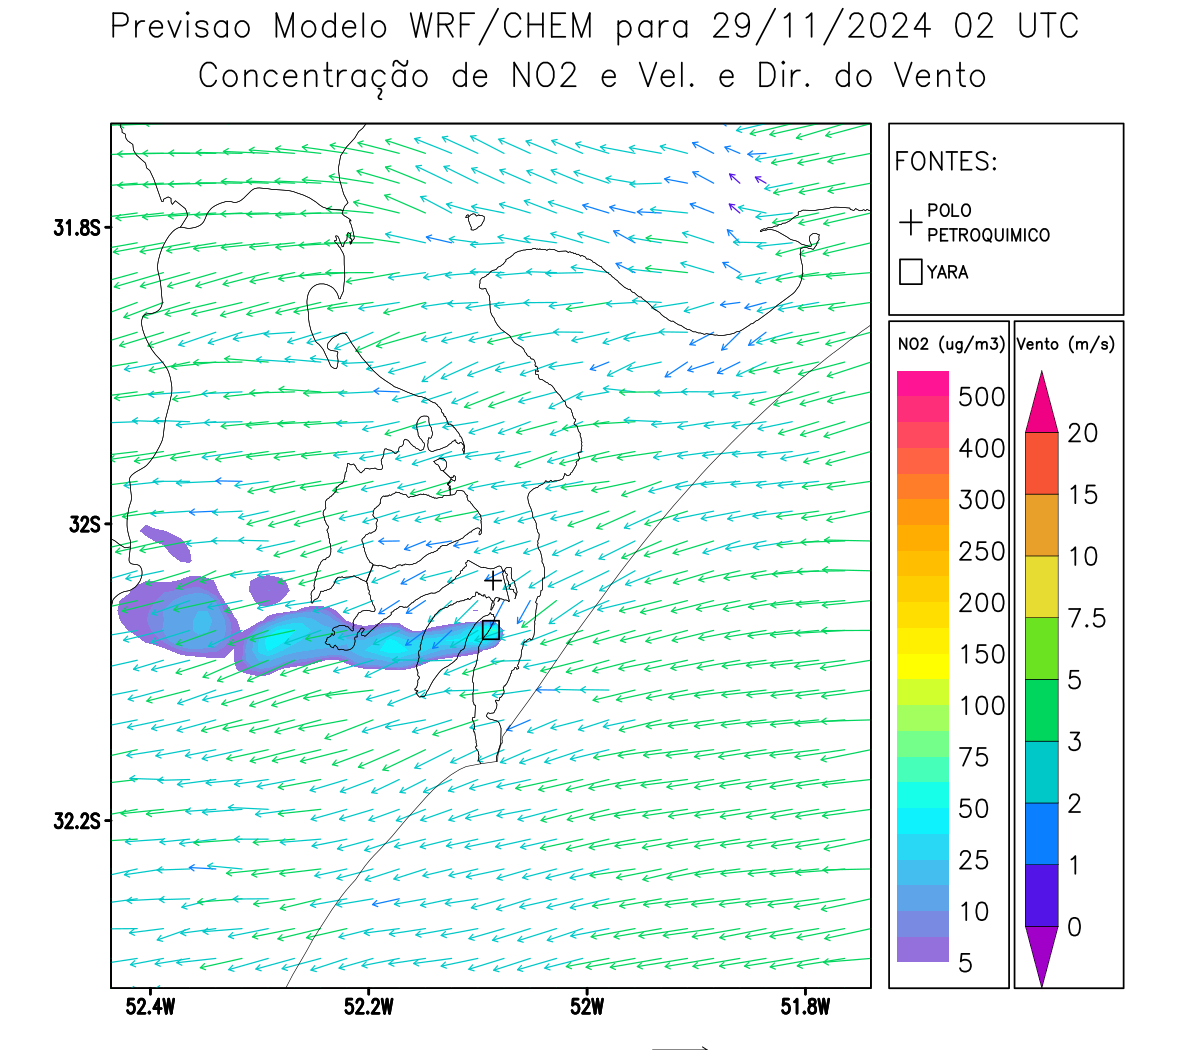 Previsao Modelo WRF/CHEM para 29/11/2024 02 UTC
Concentração de NO2 e Vel. e Dir. do Vento
FONTES:
POLO
PETROQUIMICO
YARA
NO2 (ug/m3)
500
400
300
250
200
150
100
75
50
25
10
5
Vento (m/s)
20
15
10
7.5
5
3
2
1
0
31.8S
32S
32.2S
52.4W
52.2W
52W
51.8W